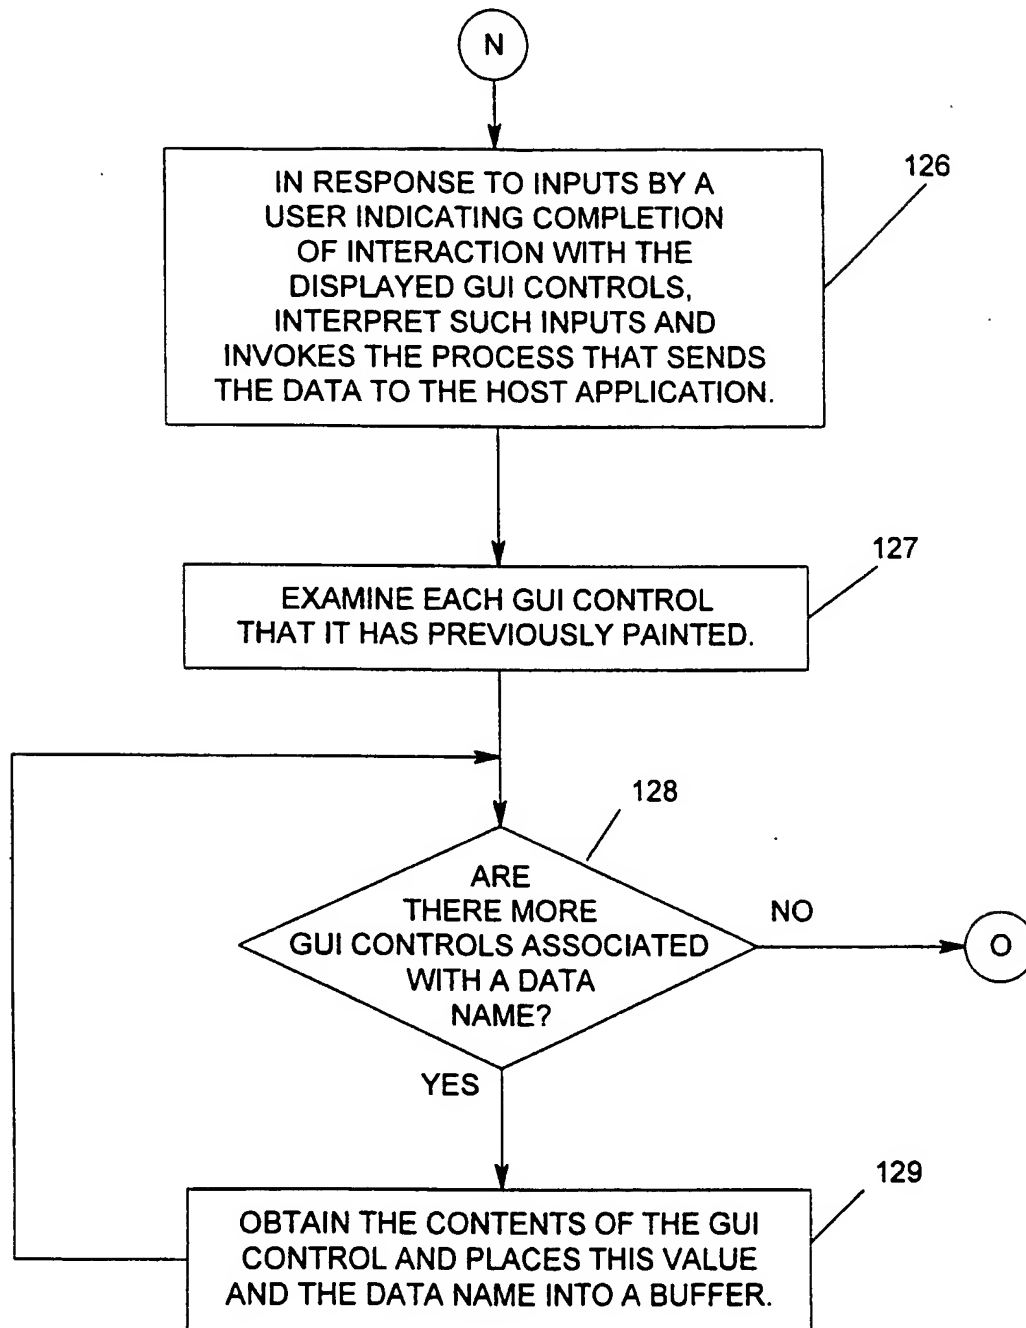 N
126
IN RESPONSE TO INPUTS BY A
USER INDICATING COMPLETION
OF INTERACTION WITH THE
DISPLAYED GUI CONTROLS,
INTERPRET SUCH INPUTS AND
INVOKES THE PROCESS THAT SENDS
THE DATA TO THE HOST APPLICATION.
127
EXAMINE EACH GUI CONTROL
THAT IT HAS PREVIOUSLY PAINTED.
128
ARE
THERE MORE
GUI CONTROLS ASSOCIATED
WITH A DATA
NAME?
NO
O
YES
129
OBTAIN THE CONTENTS OF THE GUI
CONTROL AND PLACES THIS VALUE
AND THE DATA NAME INTO A BUFFER.